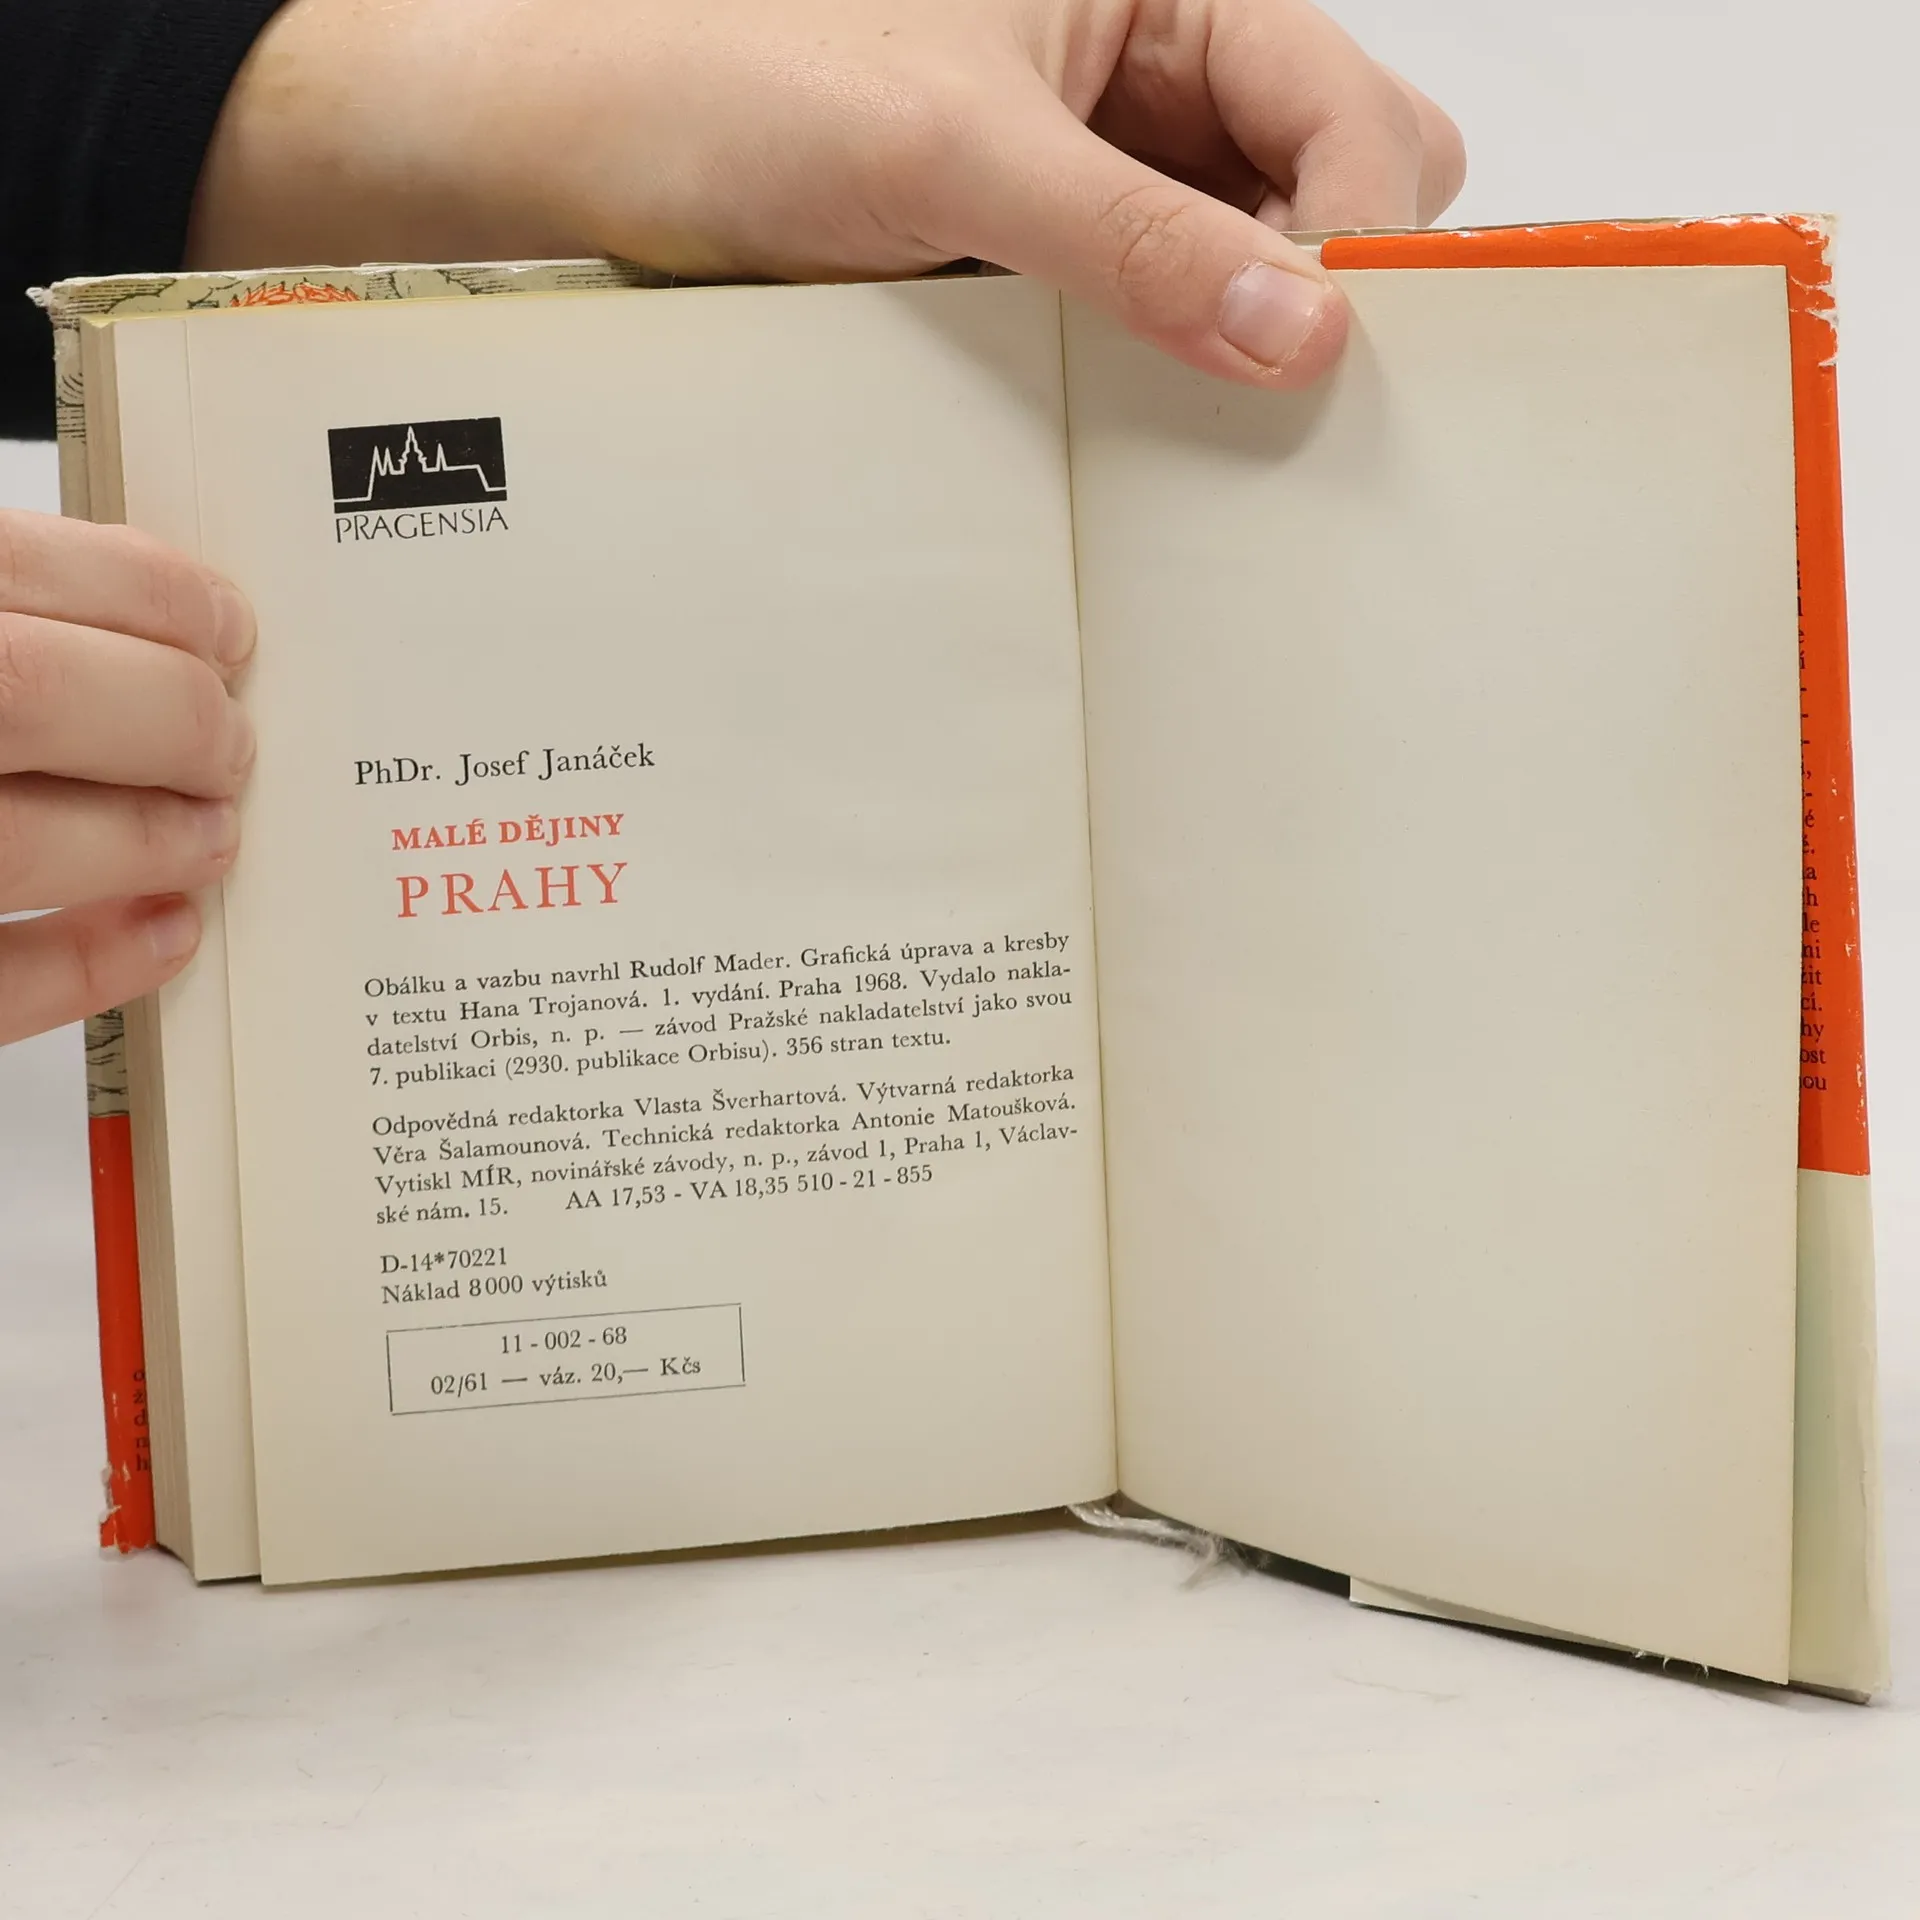 PRAGENSIA
PhDr. Josef Janáček
MALÉ DĚJINY
PRAHY
Obálku a vazbu navrhl Rudolf Mader. Grafická úprava a kresby
v textu Hana Trojanová. 1. vydání. Praha 1968. Vydalo nakla-
datelství Orbis, n. p. — závod Pražské nakladatelství jako svou
7. publikaci (2930. publikace Orbisu). 356 stran textu.
Odpovědná redaktorka Vlasta Šverhartová. Výtvarná redaktorka
Věra Šalamounová. Technická redaktorka Antonie Matoušková.
Vytiskl MÍR, novinářské závody, n. p., závod 1, Praha 1, Václav-
ské nám. 15. AA 17,53 - VA 18,35 510 - 21 - 855
D-14*70221
Náklad 8000 výtisků
11 - 002 - 68
02/61 — váz. 20,— Kčs